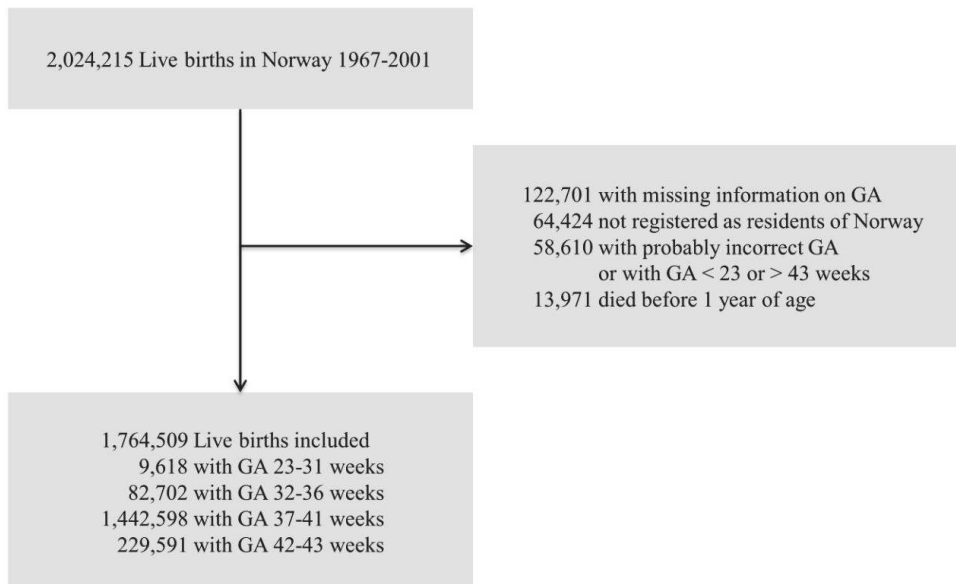 2,024,215 Live births in Norway 1967-2001
122,701 with missing information on GA
64,424 not registered as residents of Norway
58,610 with probably incorrect GA
or with GA < 23 or > 43 weeks
13,971 died before 1 year of age
1,764,509 Live births included
9,618 with GA 23-31 weeks
82,702 with GA 32-36 weeks
1,442,598 with GA 37-41 weeks
229,591 with GA 42-43 weeks